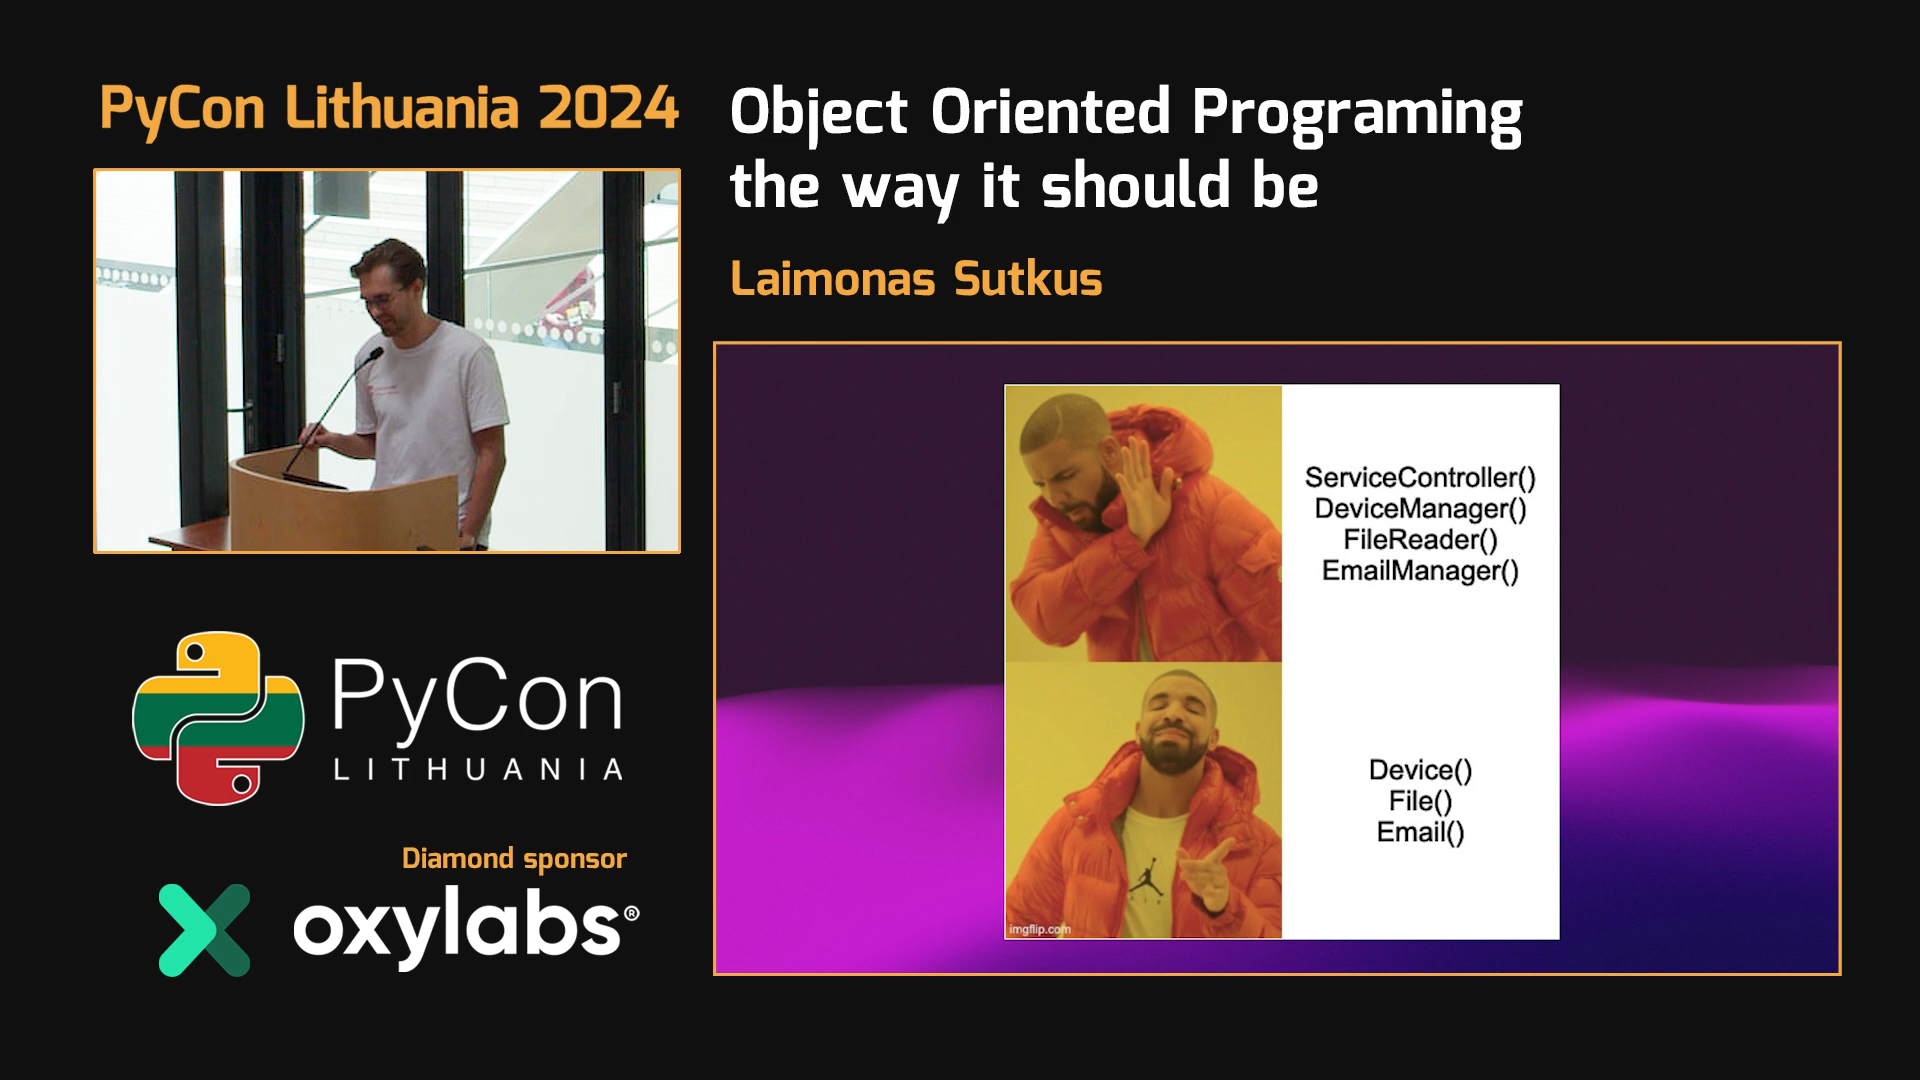 PyCon Lithuania 2024
Object Oriented Programing
the way it should be
Laimonas Sutkus
ServiceController()
DeviceManager()
FileReader()
EmailManager()
Device()
File()
Email()
imgflip.com
PyCon
LITHUANIA
Diamond sponsor
oxylabs®